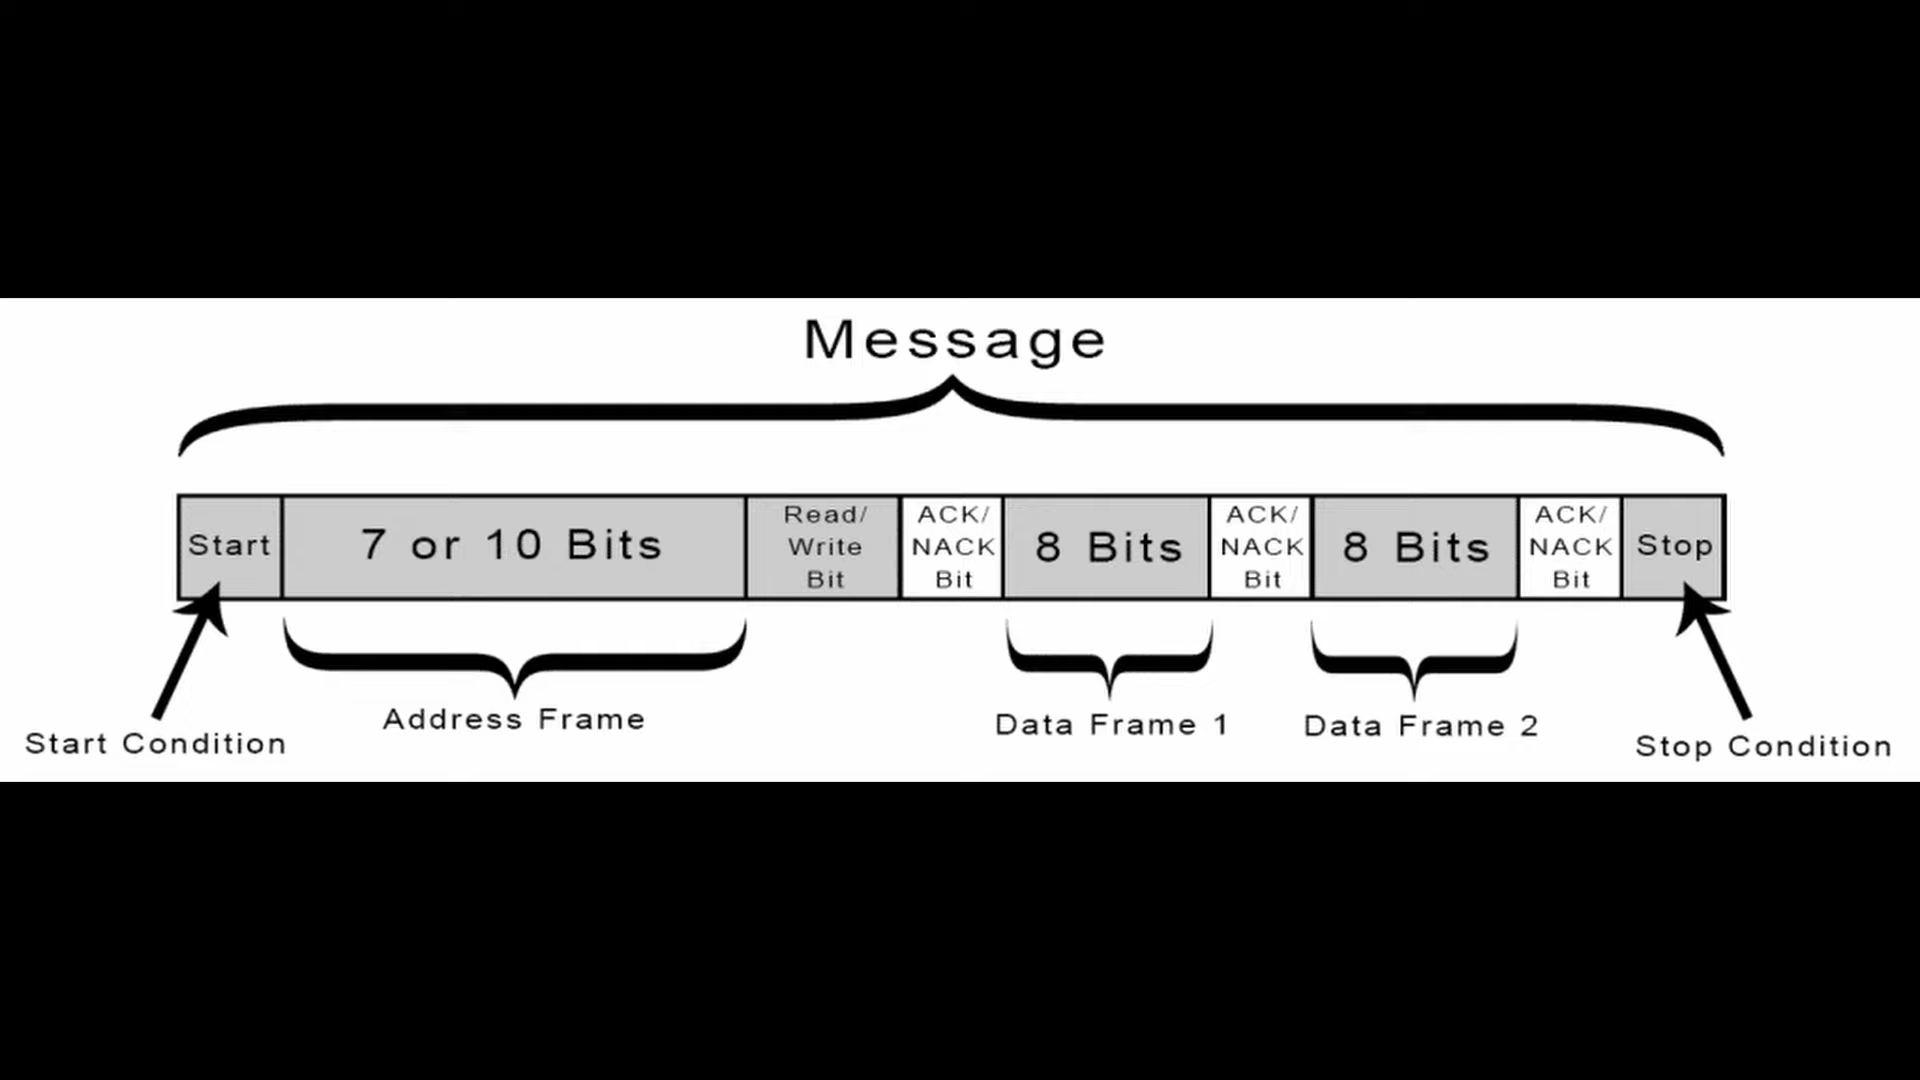 Message
Start
7 or 10 Bits
Read/
Write
Bit
ACK/
NACK
Bit
8 Bits
ACK/
NACK
Bit
8 Bits
ACK/
NACK
Bit
Stop
Start Condition
Address Frame
Data Frame 1
Data Frame 2
Stop Condition